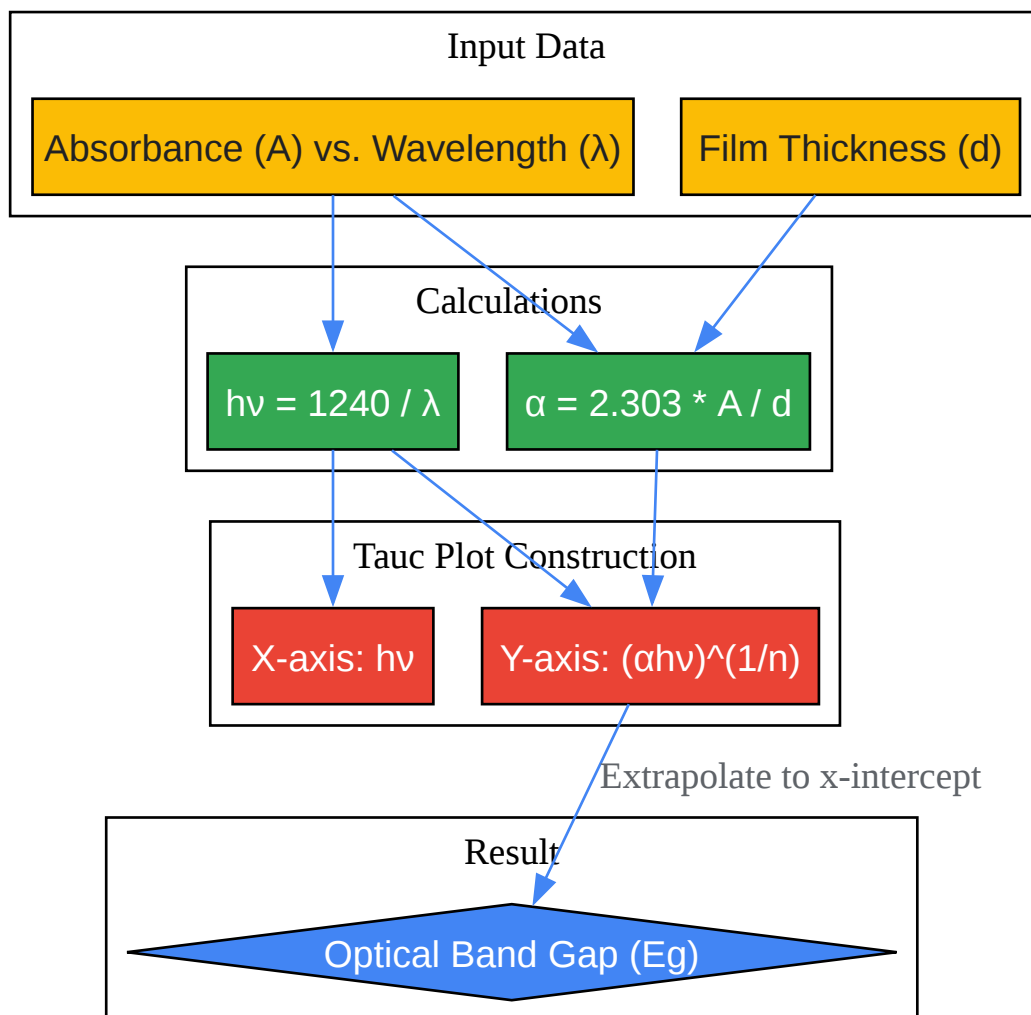 Input Data
Absorbance (A) vs. Wavelength (λ)
Film Thickness (d)
Calculations
hν = 1240 / λ
α = 2.303 * A / d
Tauc Plot Construction
X-axis: hν
Y-axis: (αhν)^(1/n)
Extrapolate to x-intercept
Result
Optical Band Gap (Eg)